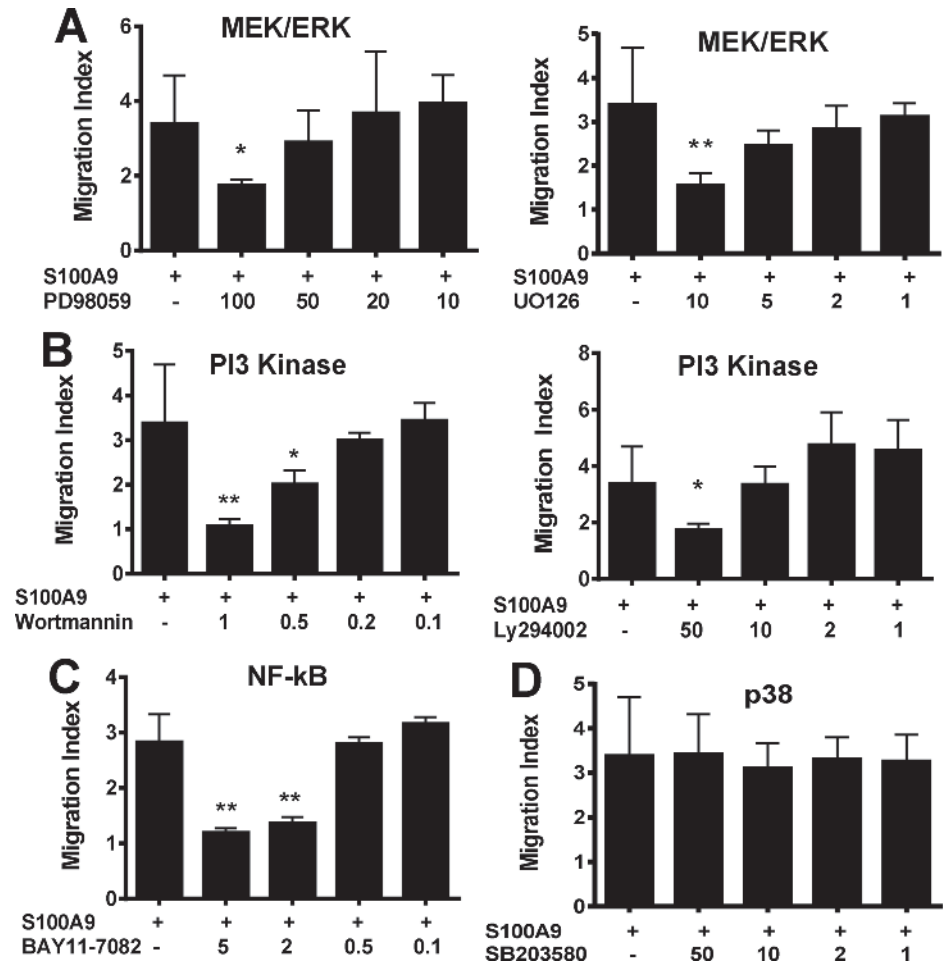 A
MEK/ERK
Migration Index
6
4
2
0
*
S100A9 + + + + +
PD98059 - 100 50 20 10
MEK/ERK
Migration Index
5
4
3
2
1
0
**
S100A9 + + + + +
UO126 - 10 5 2 1
B
PI3 Kinase
Migration Index
5
4
3
2
1
0
** *
S100A9 + + + + +
Wortmannin - 1 0.5 0.2 0.1
PI3 Kinase
Migration Index
8
6
4
2
0
*
S100A9 + + + + +
Ly294002 - 50 10 2 1
C
NF-kB
Migration Index
4
3
2
1
0
** **
S100A9 + + + + +
BAY11-7082 - 5 2 0.5 0.1
D
p38
Migration Index
5
4
3
2
1
0
S100A9 + + + + +
SB203580 - 50 10 2 1